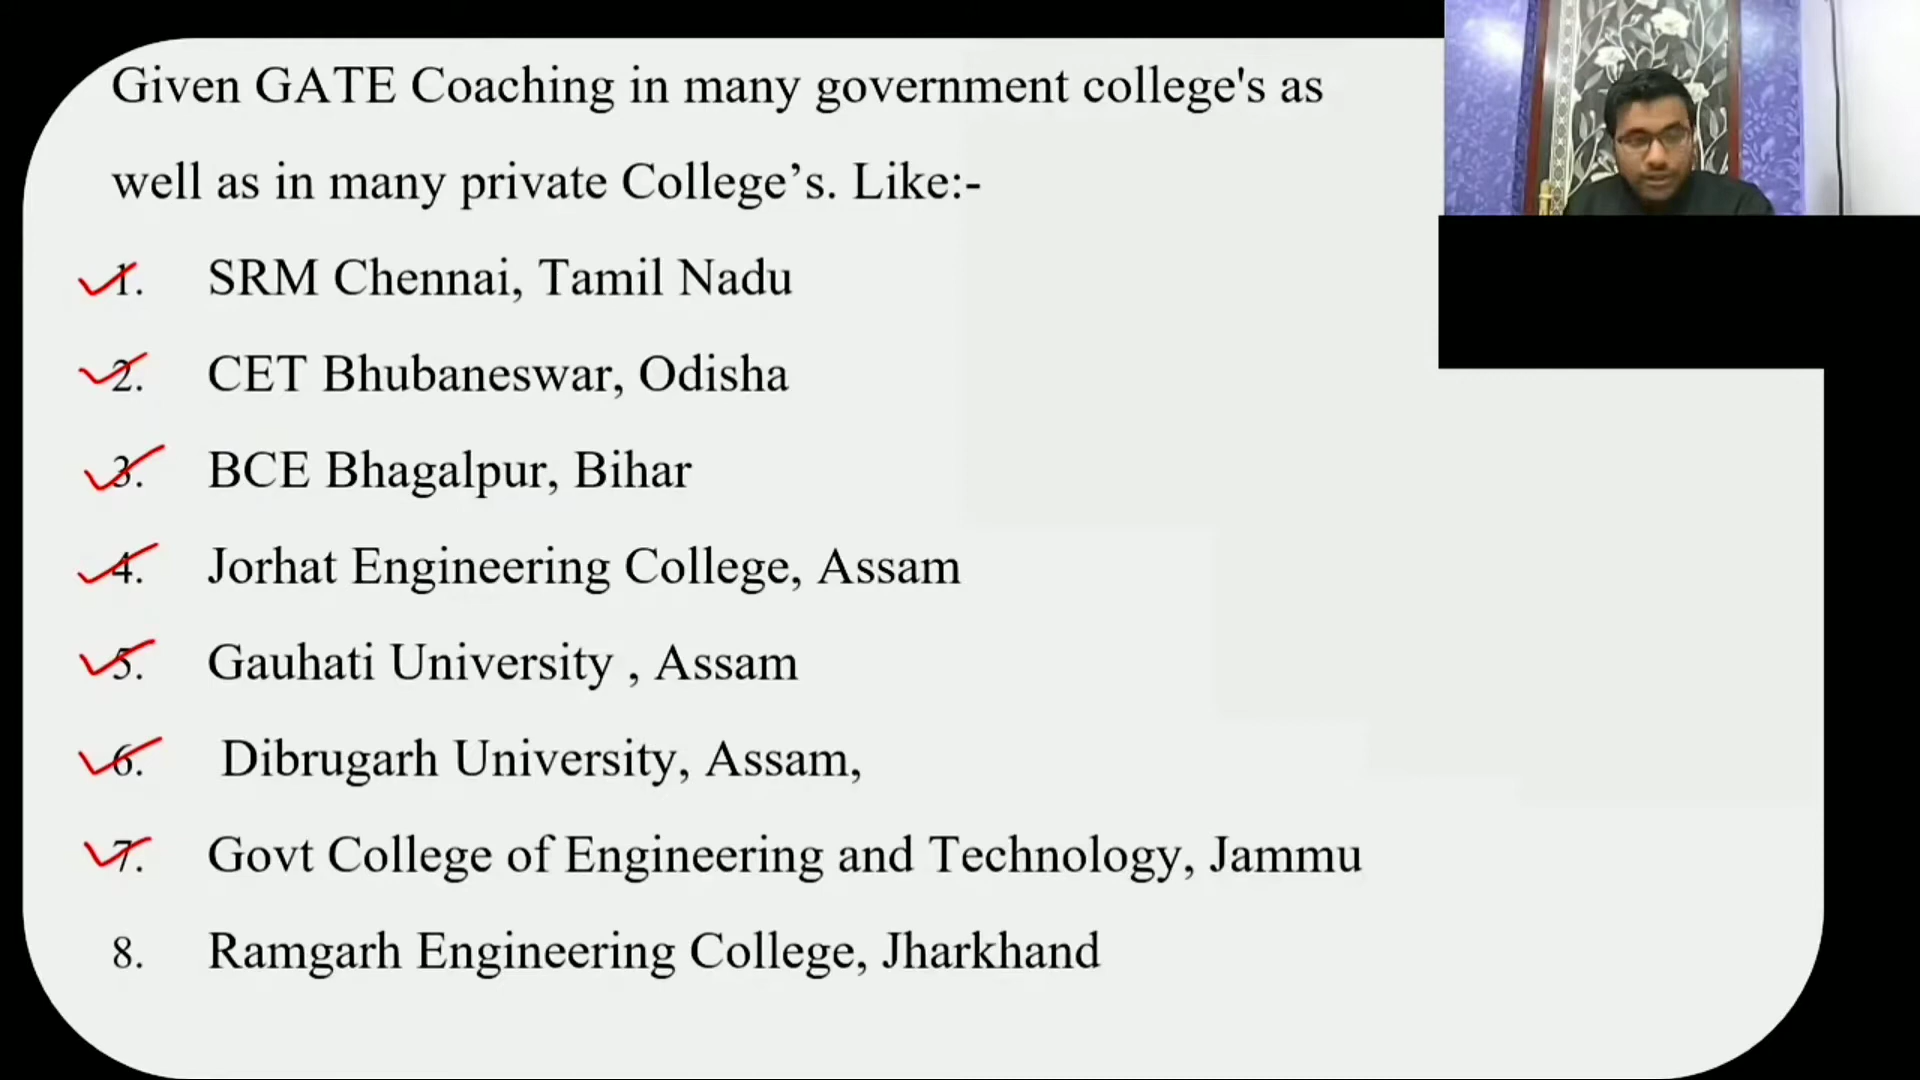 Given GATE Coaching in many government college's as
well as in many private College’s. Like:-
1. SRM Chennai, Tamil Nadu
2. CET Bhubaneswar, Odisha
3. BCE Bhagalpur, Bihar
4. Jorhat Engineering College, Assam
5. Gauhati University , Assam
6. Dibrugarh University, Assam,
7. Govt College of Engineering and Technology, Jammu
8. Ramgarh Engineering College, Jharkhand